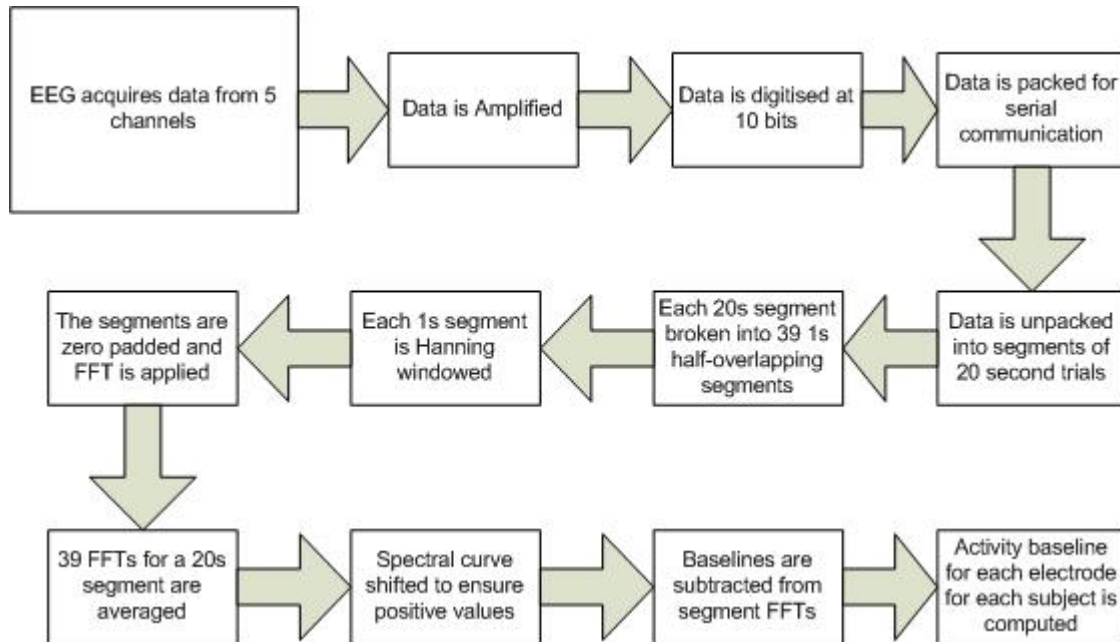 EEG acquires data from 5
channels
Data is Amplified
Data is digitised at
10 bits
Data is packed for
serial
communication
Data is unpacked
into segments of
20 second trials
Each 20s segment
broken into 39 1s
half-overlapping
segments
Each 1s segment
is Hanning
windowed
The segments are
zero padded and
FFT is applied
39 FFTs for a 20s
segment are
averaged
Spectral curve
shifted to ensure
positive values
Baselines are
subtracted from
segment FFTs
Activity baseline
for each electrode
for each subject is
computed